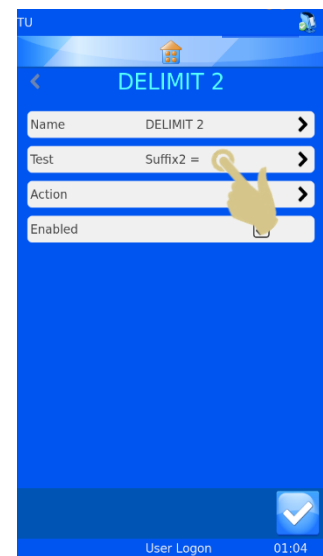 TU
DELIMIT 2
Name DELIMIT 2
Test Suffix2 =
Action
Enabled
User Logon 01:04